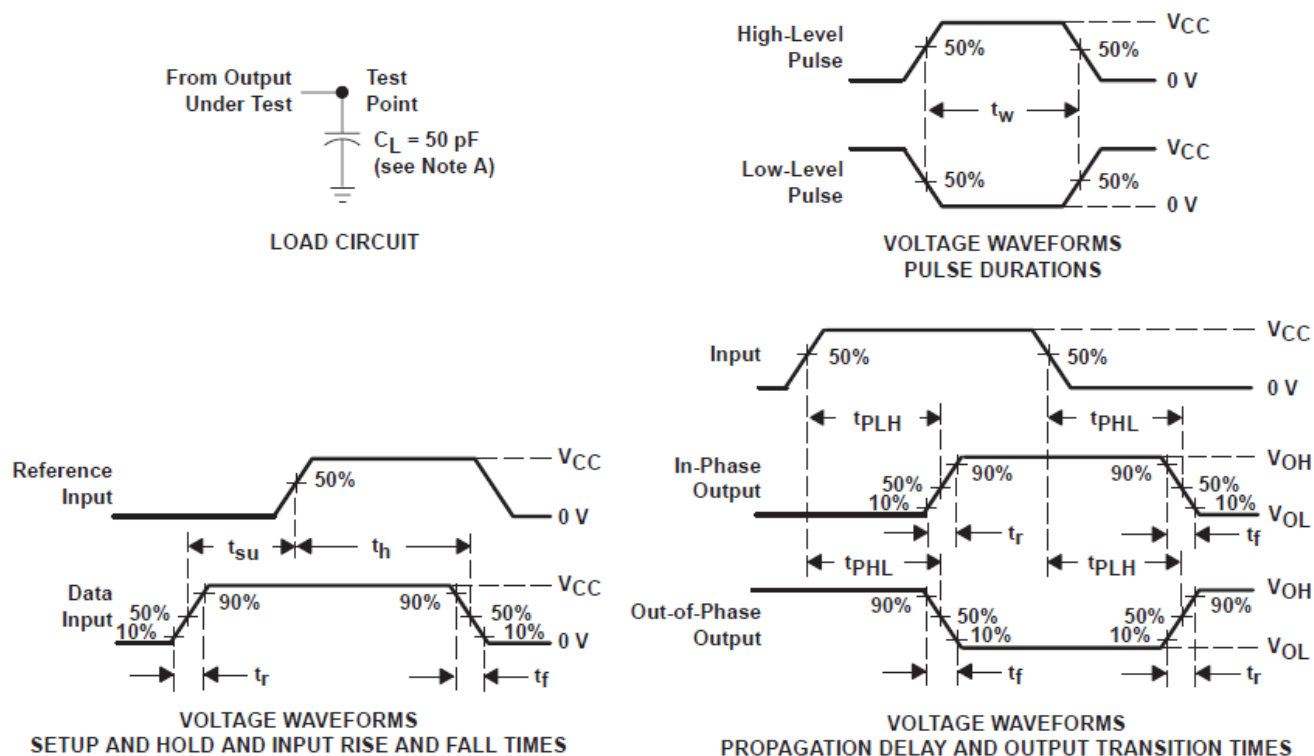 From Output
Under Test
Test
Point
CL = 50 pF
(see Note A)
LOAD CIRCUIT
High-Level
Pulse
50%
50%
VCC
0 V
tw
Low-Level
Pulse
50%
50%
VCC
0 V
VOLTAGE WAVEFORMS
PULSE DURATIONS
Reference
Input
50%
VCC
0 V
tsu
th
Data
Input
50%
10%
90%
90%
50%
10%
VCC
0 V
tr
tf
VOLTAGE WAVEFORMS
SETUP AND HOLD AND INPUT RISE AND FALL TIMES
Input
50%
50%
VCC
0 V
tPLH
tPHL
In-Phase
Output
50%
10%
90%
90%
50%
10%
VOH
VOL
tr
tf
tPHL
tPLH
Out-of-Phase
Output
90%
50%
10%
50%
10%
90%
VOH
VOL
tf
tr
VOLTAGE WAVEFORMS
PROPAGATION DELAY AND OUTPUT TRANSITION TIMES